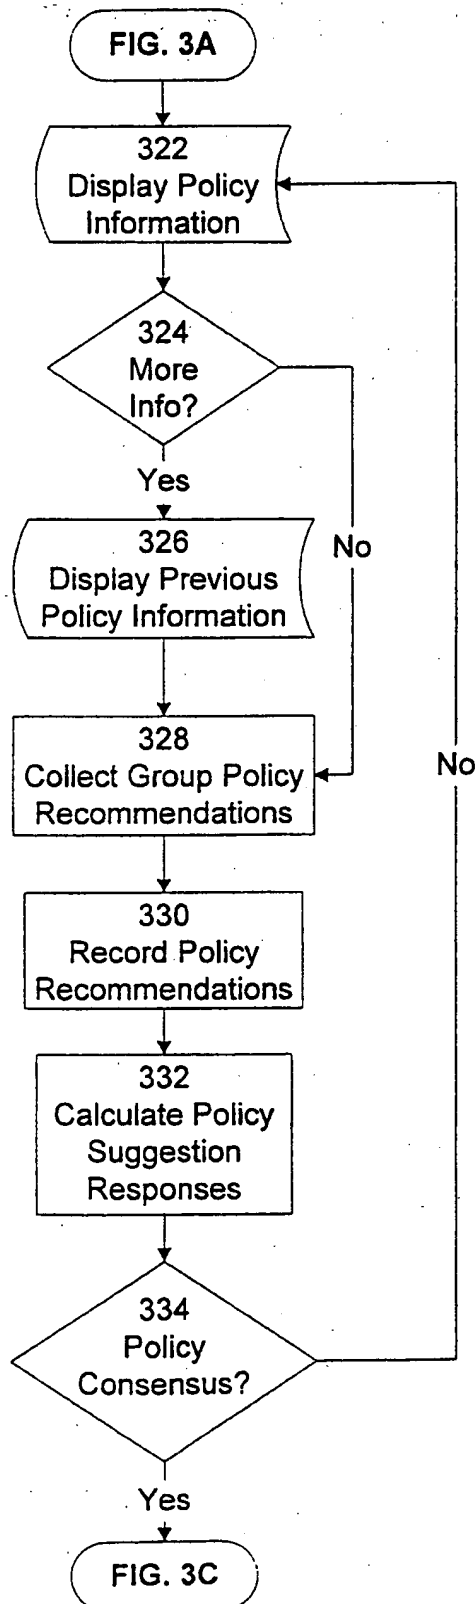 FIG. 3A
322
Display Policy
Information
324
More
Info?
Yes
No
326
Display Previous
Policy Information
328
Collect Group Policy
Recommendations
No
330
Record Policy
Recommendations
332
Calculate Policy
Suggestion
Responses
334
Policy
Consensus?
Yes
FIG. 3C